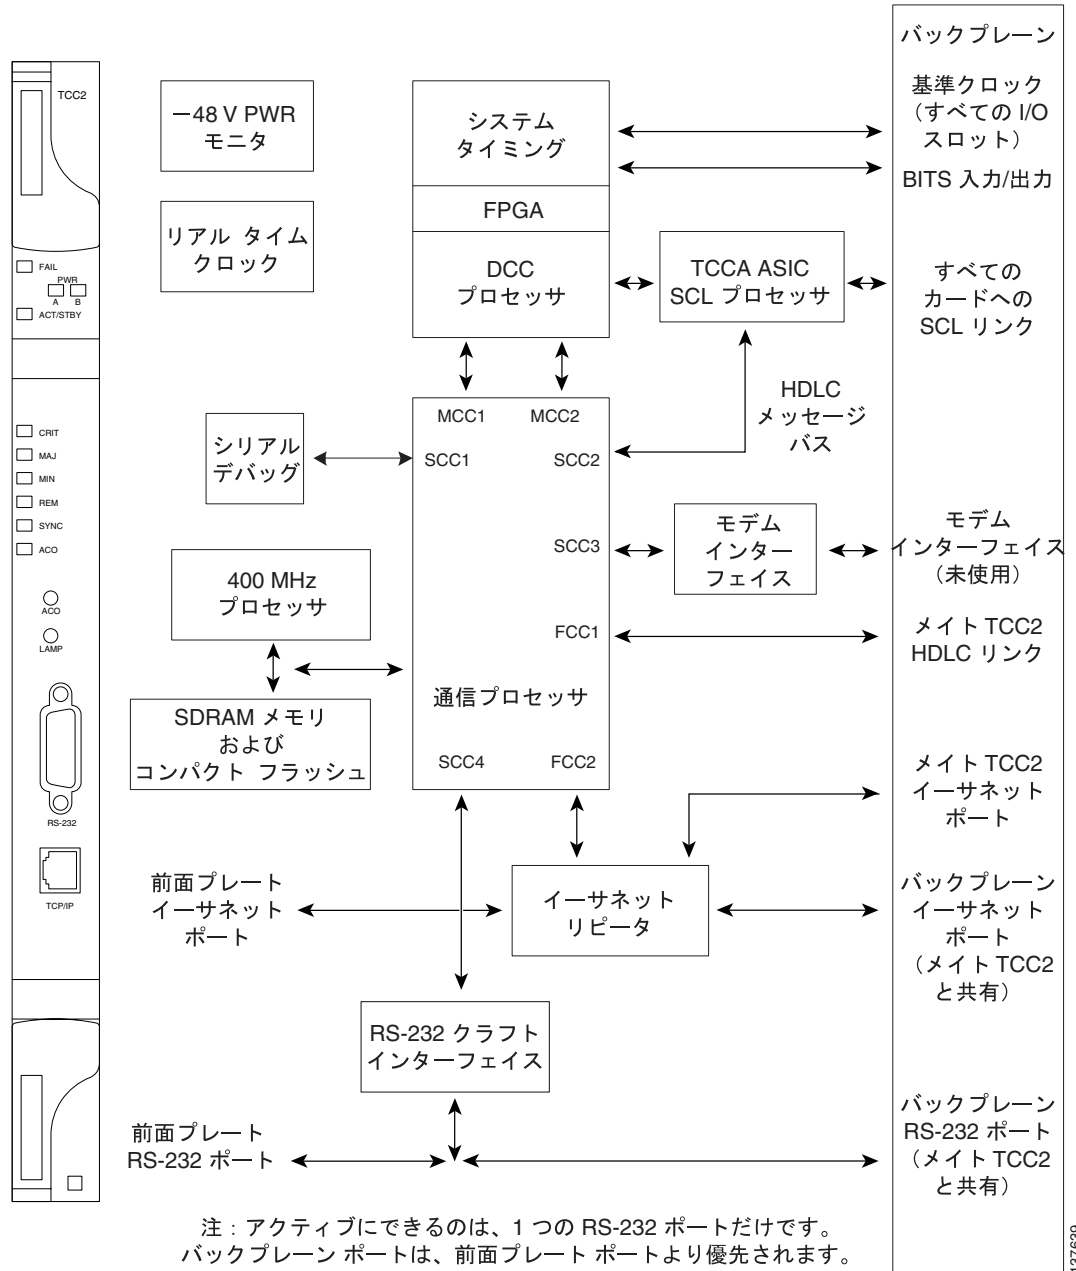 TCC2
FAIL
PWR
A B
ACT/STBY
CRIT
MAJ
MIN
REM
SYNC
ACO
ACO
LAMP
RS-232
TCP/IP
－48 V PWR
モニタ
リアル タイム
クロック
システム
タイミング
FPGA
DCC
プロセッサ
TCCA ASIC
SCL プロセッサ
HDLC
メッセージ
バス
シリアル
デバッグ
MCC1
MCC2
SCC1
SCC2
SCC3
FCC1
通信プロセッサ
SCC4
FCC2
モデム
インター
フェイス
400 MHz
プロセッサ
SDRAM メモリ
および
コンパクト フラッシュ
前面プレート
イーサネット
ポート
イーサネット
リピータ
RS-232 クラフト
インターフェイス
前面プレート
RS-232 ポート
バックプレーン
基準クロック
（すべての I/O
スロット）
BITS 入力/出力
すべての
カードへの
SCL リンク
モデム
インターフェイス
（未使用）
メイト TCC2
HDLC リンク
メイト TCC2
イーサネット
ポート
バックプレーン
イーサネット
ポート
（メイト TCC2
と共有）
バックプレーン
RS-232 ポート
（メイト TCC2
と共有）
注：アクティブにできるのは、1 つの RS-232 ポートだけです。
バックプレーン ポートは、前面プレート ポートより優先されます。
137639